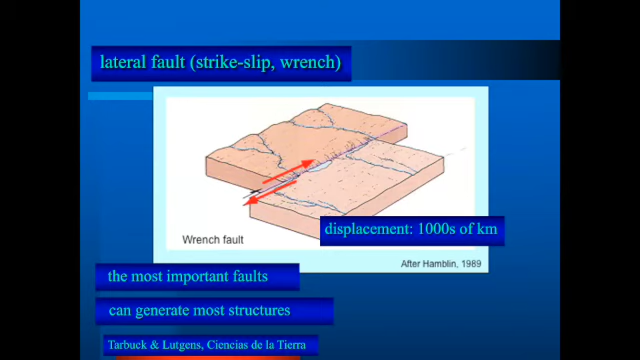 lateral fault (strike-slip, wrench)
displacement: 1000s of km
Wrench fault
After Hamblin, 1989
the most important faults
can generate most structures
Tarbuck & Lutgens, Ciencias de la Tierra